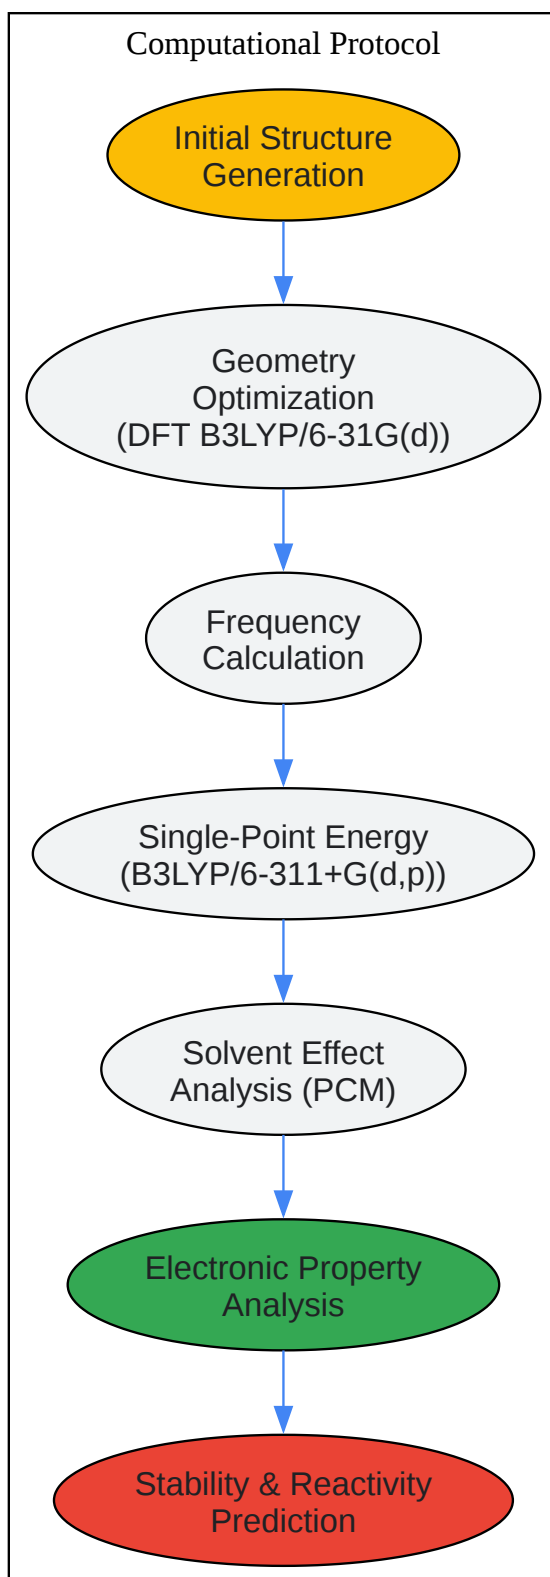 Computational Protocol
Initial Structure
Generation
Geometry
Optimization
(DFT B3LYP/6-31G(d))
Frequency
Calculation
Single-Point Energy
(B3LYP/6-311+G(d,p))
Solvent Effect
Analysis (PCM)
Electronic Property
Analysis
Stability & Reactivity
Prediction